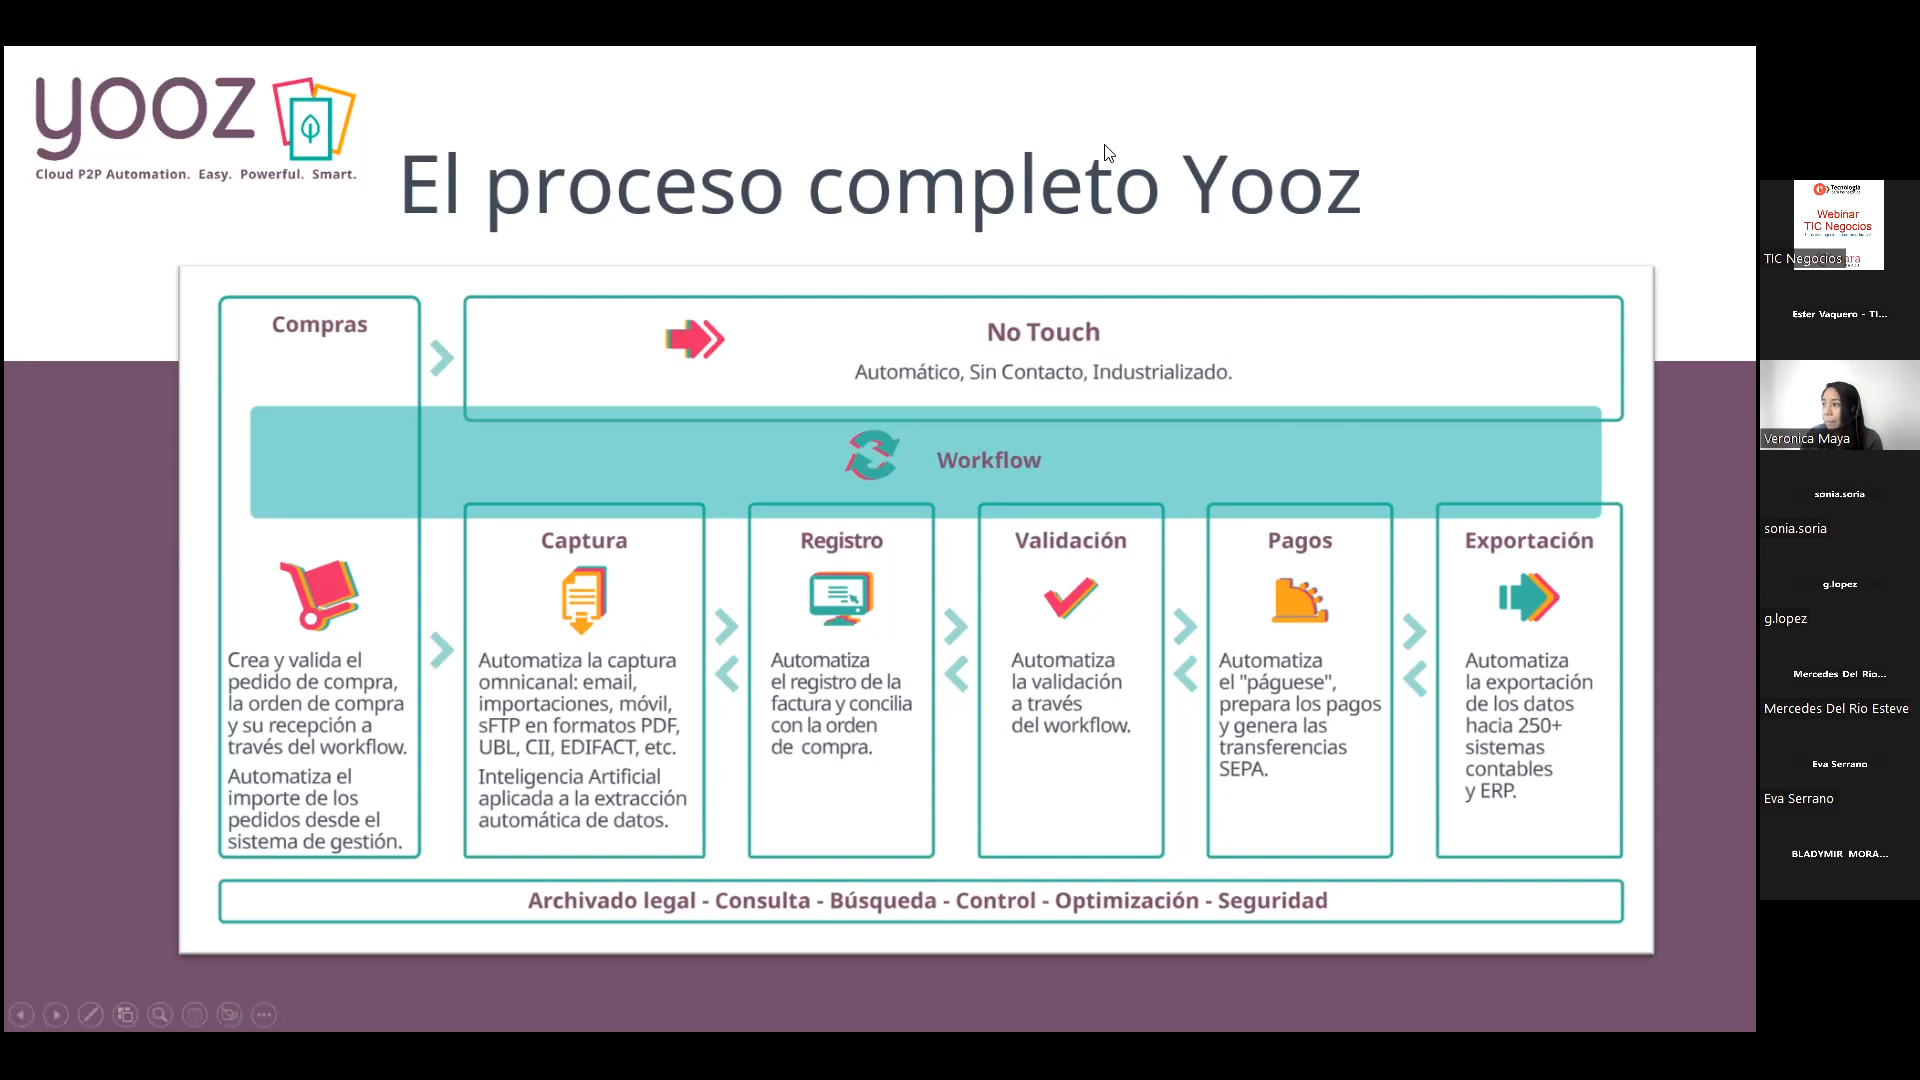 yooz
Cloud P2P Automation. Easy. Powerful. Smart.
El proceso completo Yooz
Compras
No Touch
Automático, Sin Contacto, Industrializado.
Workflow
Crea y valida el
pedido de compra,
la orden de compra
y su recepción a
través del workflow.
Automatiza el
importe de los
pedidos desde el
sistema de gestión.
Captura
Automatiza la captura
omnicanal: email,
importaciones, móvil,
sFTP en formatos PDF,
UBL, CII, EDIFACT, etc.
Inteligencia Artificial
aplicada a la extracción
automática de datos.
Registro
Automatiza
el registro de la
factura y concilia
con la orden
de compra.
Validación
Automatiza
la validación
a través
del workflow.
Pagos
Automatiza
el "páguese",
prepara los pagos
y genera las
transferencias
SEPA.
Exportación
Automatiza
la exportación
de los datos
hacia 250+
sistemas
contables
y ERP.
Archivado legal - Consulta - Búsqueda - Control - Optimización - Seguridad
Tecnología
Webinar
TIC Negocios
TIC Negocios
Ester Vaquero - TI...
Veronica Maya
sonia.soria
sonia.soria
g.lopez
g.lopez
Mercedes Del Rio...
Mercedes Del Rio Esteve
Eva Serrano
Eva Serrano
BLADYMIR MORA...